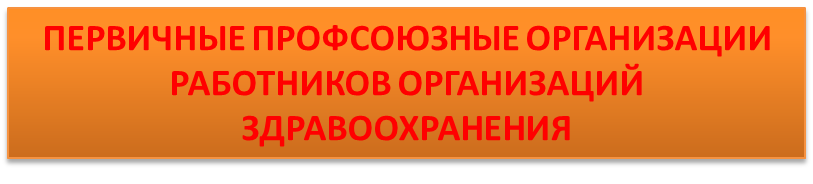 ПЕРВИЧНЫЕ ПРОФСОЮЗНЫЕ ОРГАНИЗАЦИИ
РАБОТНИКОВ ОРГАНИЗАЦИЙ
ЗДРАВООХРАНЕНИЯ